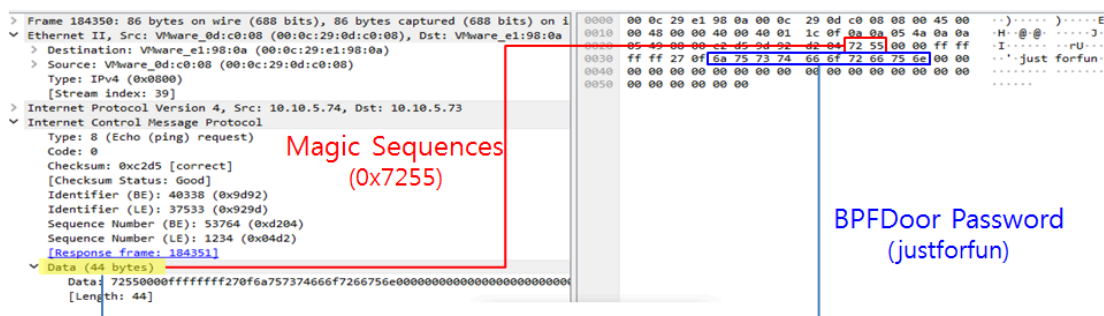 Frame 184350: 86 bytes on wire (688 bits), 86 bytes captured (688 bits) on i
Ethernet II, Src: VMware_0d:c0:08 (00:0c:29:0d:c0:08), Dst: VMware_e1:98:0a
Destination: VMware_e1:98:0a (00:0c:29:e1:98:0a)
Source: VMware_0d:c0:08 (00:0c:29:0d:c0:08)
Type: IPv4 (0x0800)
[Stream index: 39]
Internet Protocol Version 4, Src: 10.10.5.74, Dst: 10.10.5.73
Internet Control Message Protocol
Type: 8 (Echo (ping) request)
Code: 0
Checksum: 0xc2d5 [correct]
[Checksum Status: Good]
Identifier (BE): 40338 (0x9d92)
Identifier (LE): 37533 (0x929d)
Sequence Number (BE): 53764 (0xd204)
Sequence Number (LE): 1234 (0x04d2)
[Response frame: 184351]
Data (44 bytes)
Data: 72550000ffffffff270f6a757374666f7266756e0000000000000000000000
[Length: 44]
Magic Sequences
(0x7255)
0000 00 0c 29 e1 98 0a 00 0c 29 0d c0 08 08 00 45 00 ··)····· )·····E·
0010 00 48 00 00 40 00 40 01 1c 0f 0a 0a 05 4a 0a 0a ·H··@·@· ·····J··
0020 05 49 08 00 c2 d5 9d 92 d2 04 72 55 00 00 ff ff ·I······ ··rU····
0030 ff ff 27 0f 6a 75 73 74 66 6f 72 66 75 6e 00 00 ··'·just forfun··
0040 00 00 00 00 00 00 00 00 00 00 00 00 00 00 00 00 ········ ········
0050 00 00 00 00 00 00 ······
BPFDoor Password
(justforfun)